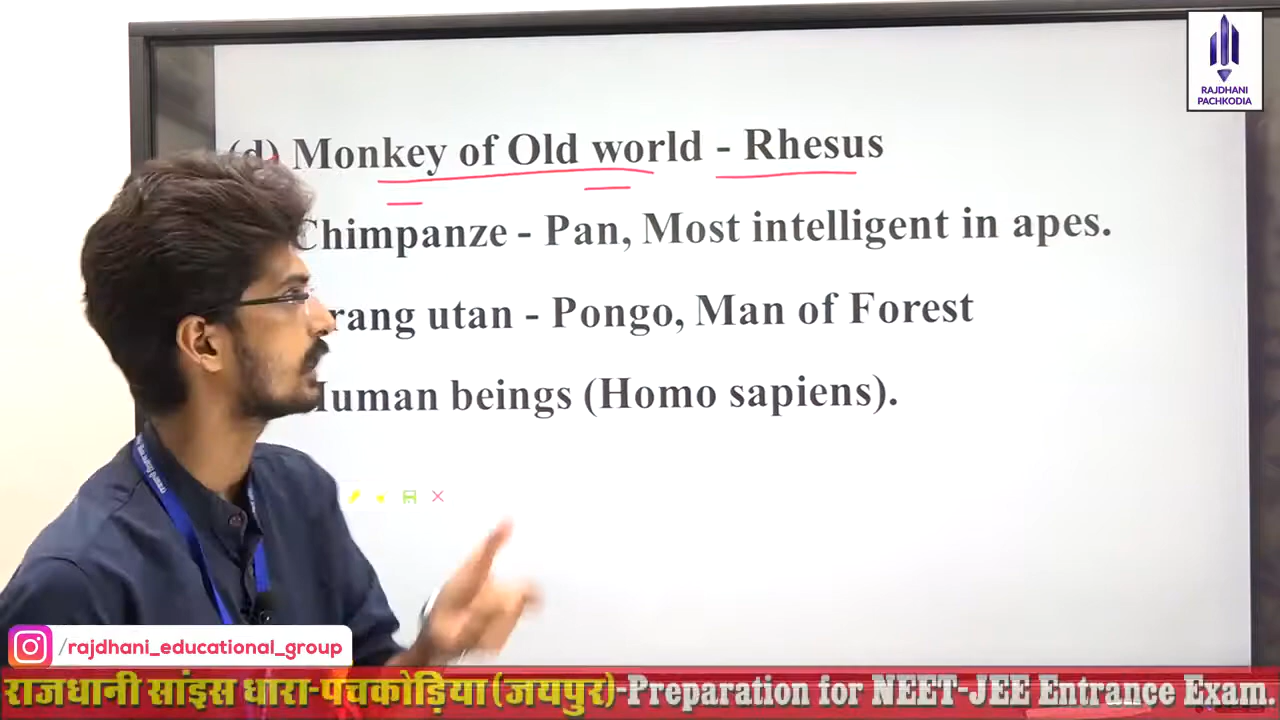 RAJDHANI
PACHKODIA
(d) Monkey of Old world - Rhesus
Chimpanze - Pan, Most intelligent in apes.
rang utan - Pongo, Man of Forest
Human beings (Homo sapiens).
/rajdhani_educational_group
राजधानी सांइस धारा-पचकोड़िया (जयपुर)-Preparation for NEET-JEE Entrance Exam.